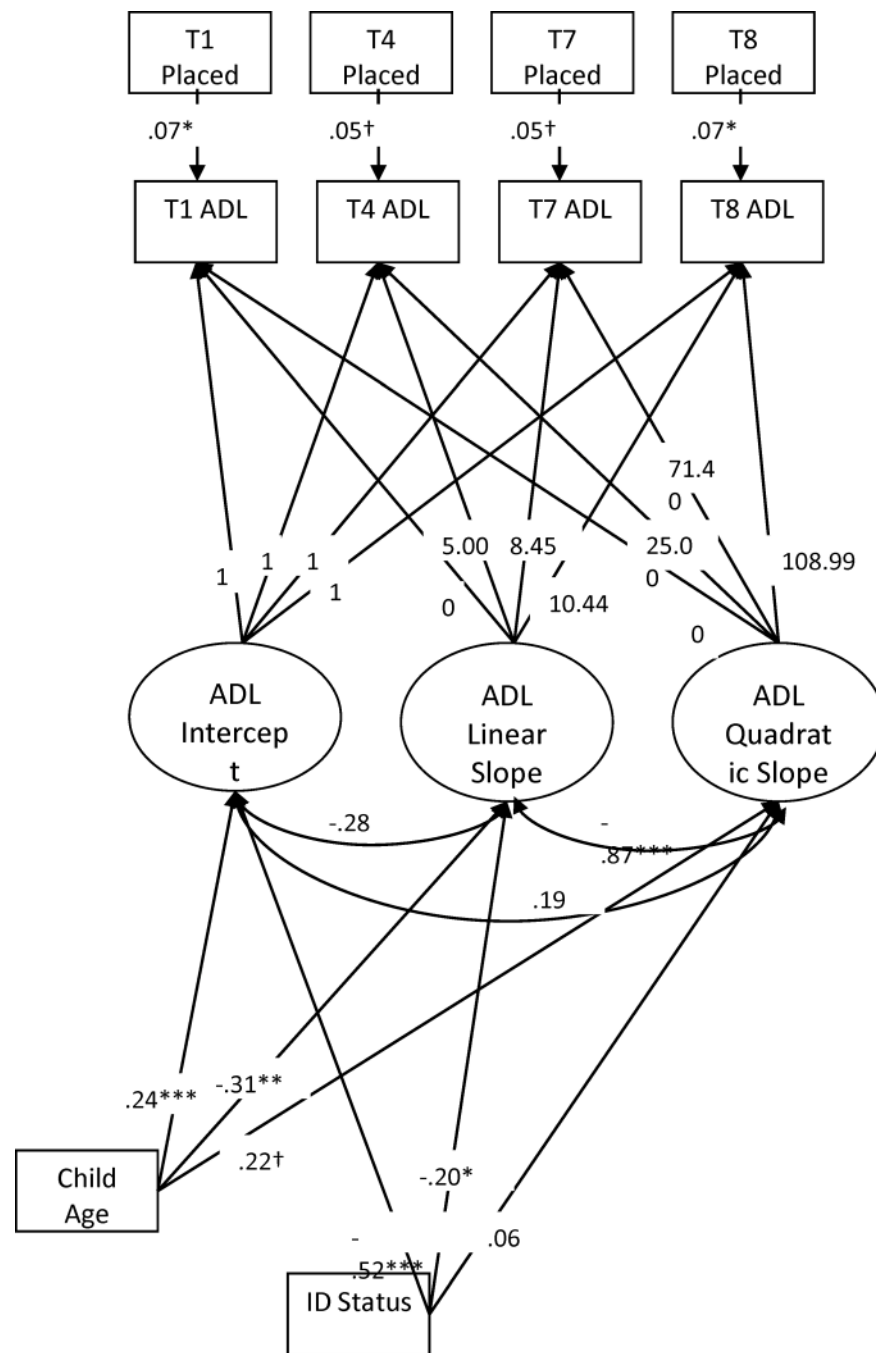 T1
Placed
T4
Placed
T7
Placed
T8
Placed
.07*
.05†
.05†
.07*
T1 ADL
T4 ADL
T7 ADL
T8 ADL
71.4
0
1
1
1
1
5.00
8.45
0
10.44
25.0
0
0
108.99
ADL
Intercep
t
ADL
Linear
Slope
ADL
Quadrat
ic Slope
-.28
-
.87***
.19
.24***
-.31**
.22†
Child
Age
-.20*
-
.52***
.06
ID Status